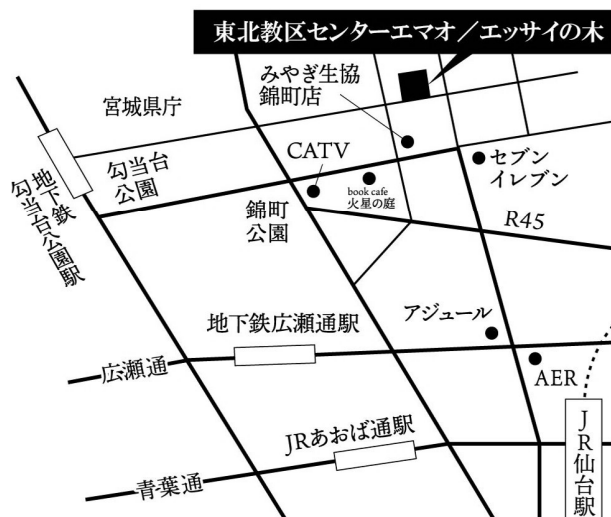 東北教区センターエマオ／エッサイの木
みやぎ生協
錦町店
宮城県庁
CATV
セブン
イレブン
勾当台
公園
地下鉄
勾当台公園駅
book cafe
火星の庭
錦町
公園
R45
地下鉄広瀬通駅
アジュール
広瀬通
AER
JRあおば通駅
JR仙台駅
青葉通